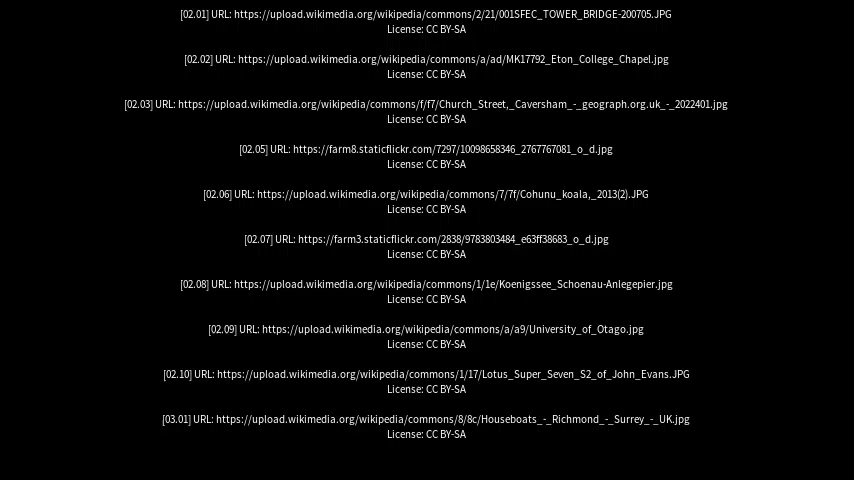 [02.01] URL: https://upload.wikimedia.org/wikipedia/commons/2/21/001SFEC_TOWER_BRIDGE-200705.JPG
License: CC BY-SA
[02.02] URL: https://upload.wikimedia.org/wikipedia/commons/a/ad/MK17792_Eton_College_Chapel.jpg
License: CC BY-SA
[02.03] URL: https://upload.wikimedia.org/wikipedia/commons/f/f7/Church_Street,_Caversham_-_geograph.org.uk_-_2022401.jpg
License: CC BY-SA
[02.05] URL: https://farm8.staticflickr.com/7297/10098658346_2767767081_o_d.jpg
License: CC BY-SA
[02.06] URL: https://upload.wikimedia.org/wikipedia/commons/7/7f/Cohunu_koala,_2013(2).JPG
License: CC BY-SA
[02.07] URL: https://farm3.staticflickr.com/2838/9783803484_e63ff38683_o_d.jpg
License: CC BY-SA
[02.08] URL: https://upload.wikimedia.org/wikipedia/commons/1/1e/Koenigssee_Schoenau-Anlegepier.jpg
License: CC BY-SA
[02.09] URL: https://upload.wikimedia.org/wikipedia/commons/a/a9/University_of_Otago.jpg
License: CC BY-SA
[02.10] URL: https://upload.wikimedia.org/wikipedia/commons/1/17/Lotus_Super_Seven_S2_of_John_Evans.JPG
License: CC BY-SA
[03.01] URL: https://upload.wikimedia.org/wikipedia/commons/8/8c/Houseboats_-_Richmond_-_Surrey_-_UK.jpg
License: CC BY-SA